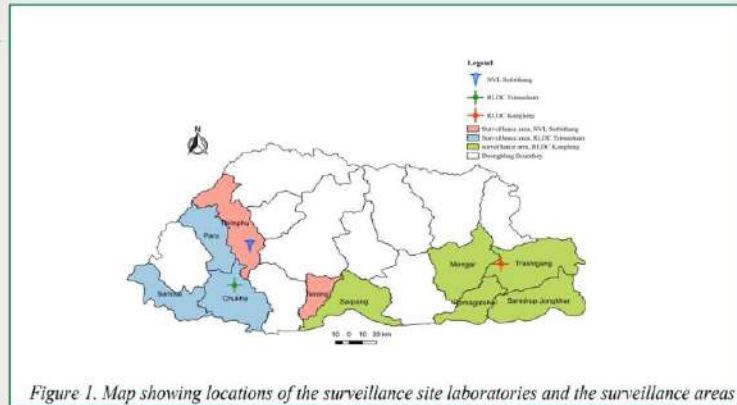 Legend
NVL Serbithang
RLDC Tsimasham
RLDC Kanglung
Surveillance area, NVL Serbithang
Surveillance area, RLDC Tsimasham
surveillance area, RLDC Kanglung
Dzongkhag Boundary
N
Thimphu
Paro
Samtse
Chukha
Tsirang
Sarpang
Mongar
Trashigang
Pemagatshel
Samdrup Jongkhar
10 0 10 20 km
Figure 1. Map showing locations of the surveillance site laboratories and the surveillance areas